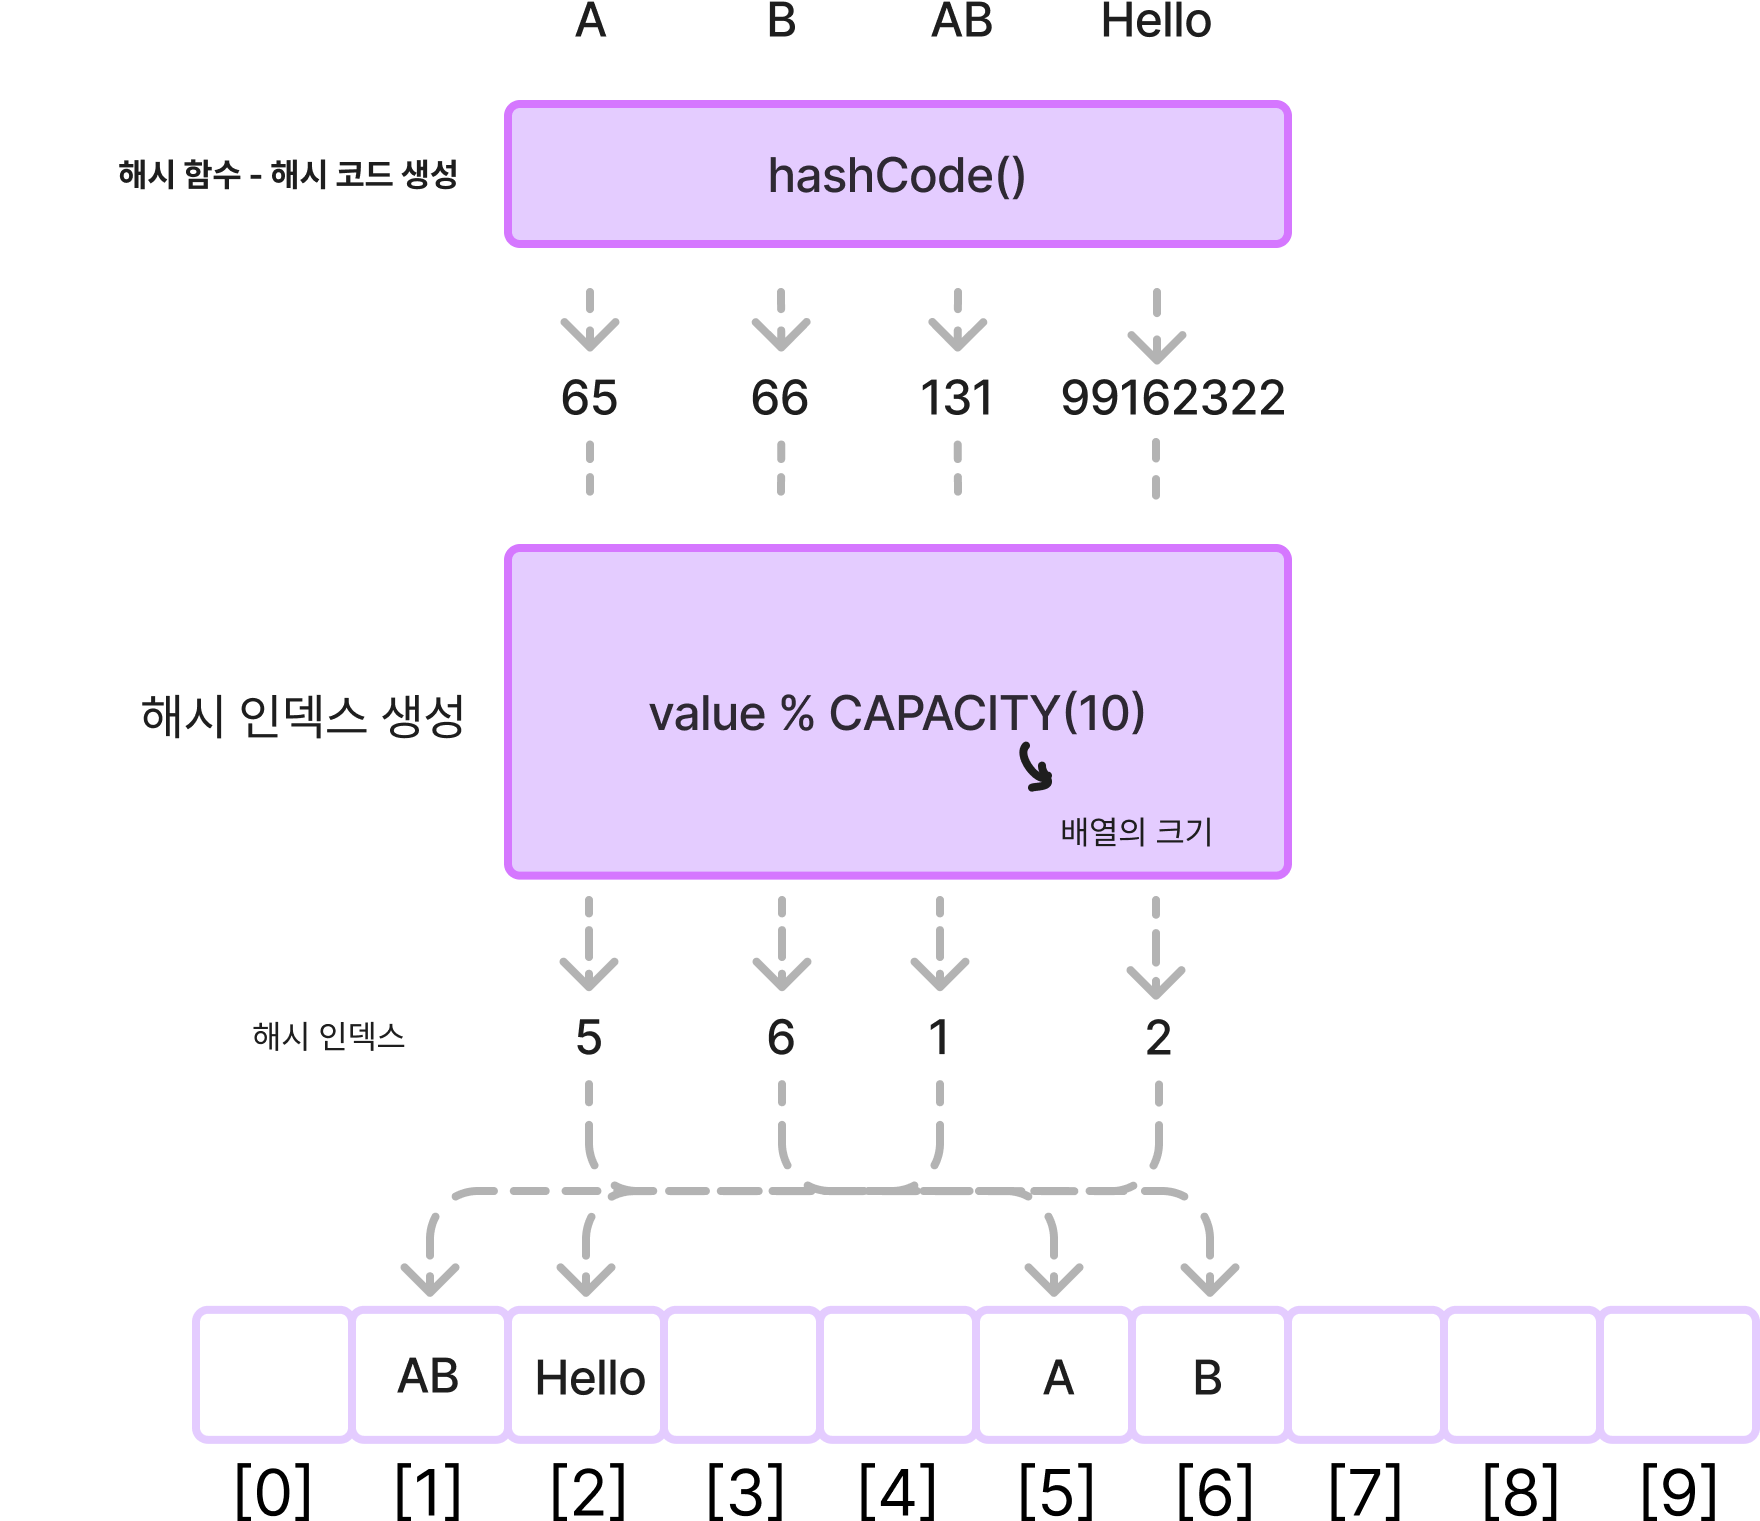 A B AB Hello
해시 함수 - 해시 코드 생성 hashCode()
65 66 131 99162322
해시 인덱스 생성 value % CAPACITY(10)
배열의 크기
해시 인덱스 5 6 1 2
AB Hello A B
[0] [1] [2] [3] [4] [5] [6] [7] [8] [9]